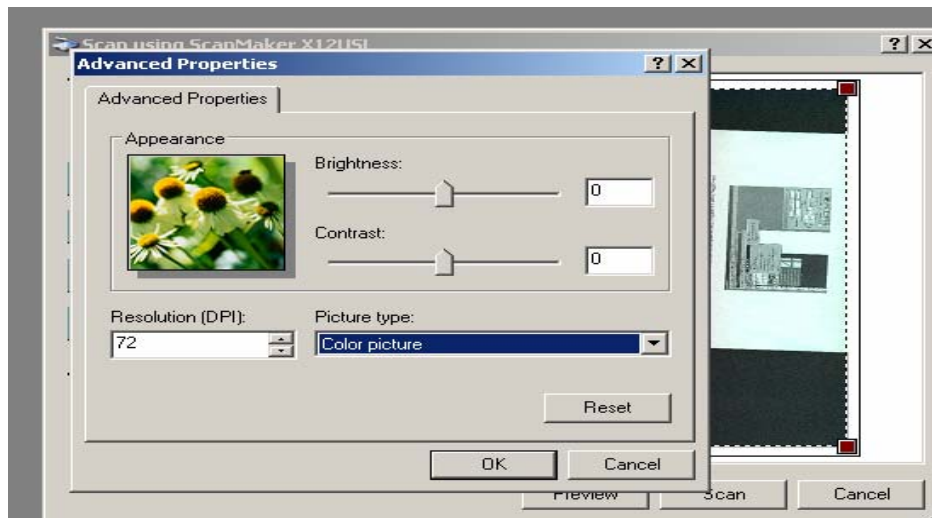 Scan using ScanMaker X12USL
Advanced Properties
Advanced Properties
Appearance
Brightness:
0
Contrast:
0
Resolution (DPI):
72
Picture type:
Color picture
Reset
OK
Cancel
Preview
Scan
Cancel